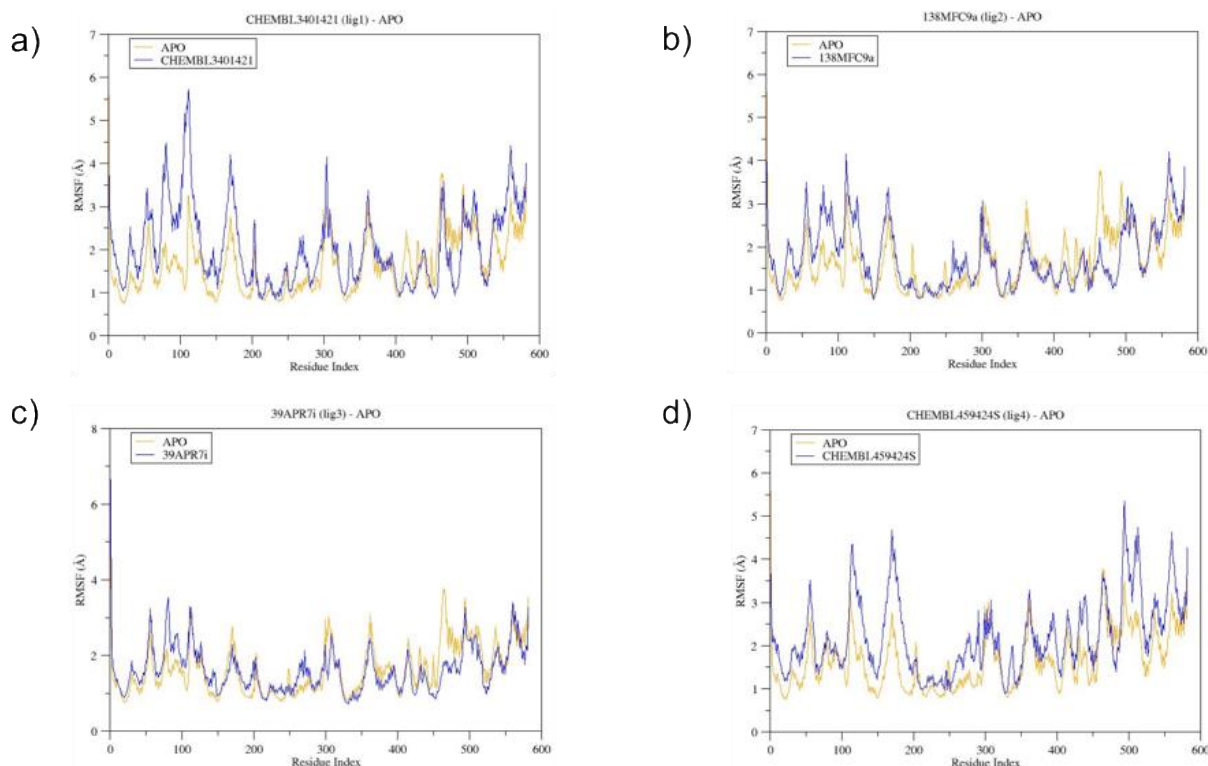 a)
CHEMBL3401421 (lig1) - APO
APO
CHEMBL3401421
RMSF (Å)
7
6
5
4
3
2
1
0
0 100 200 300 400 500 600
Residue Index
b)
138MFC9a (lig2) - APO
APO
138MFC9a
RMSF (Å)
7
6
5
4
3
2
1
0
0 100 200 300 400 500 600
Residue Index
c)
39APR7i (lig3) - APO
APO
39APR7i
RMSF (Å)
8
6
4
2
0
0 100 200 300 400 500 600
Residue Index
d)
CHEMBL459424S (lig4) - APO
APO
CHEMBL459424S
RMSF (Å)
7
6
5
4
3
2
1
0
0 100 200 300 400 500 600
Residue Index